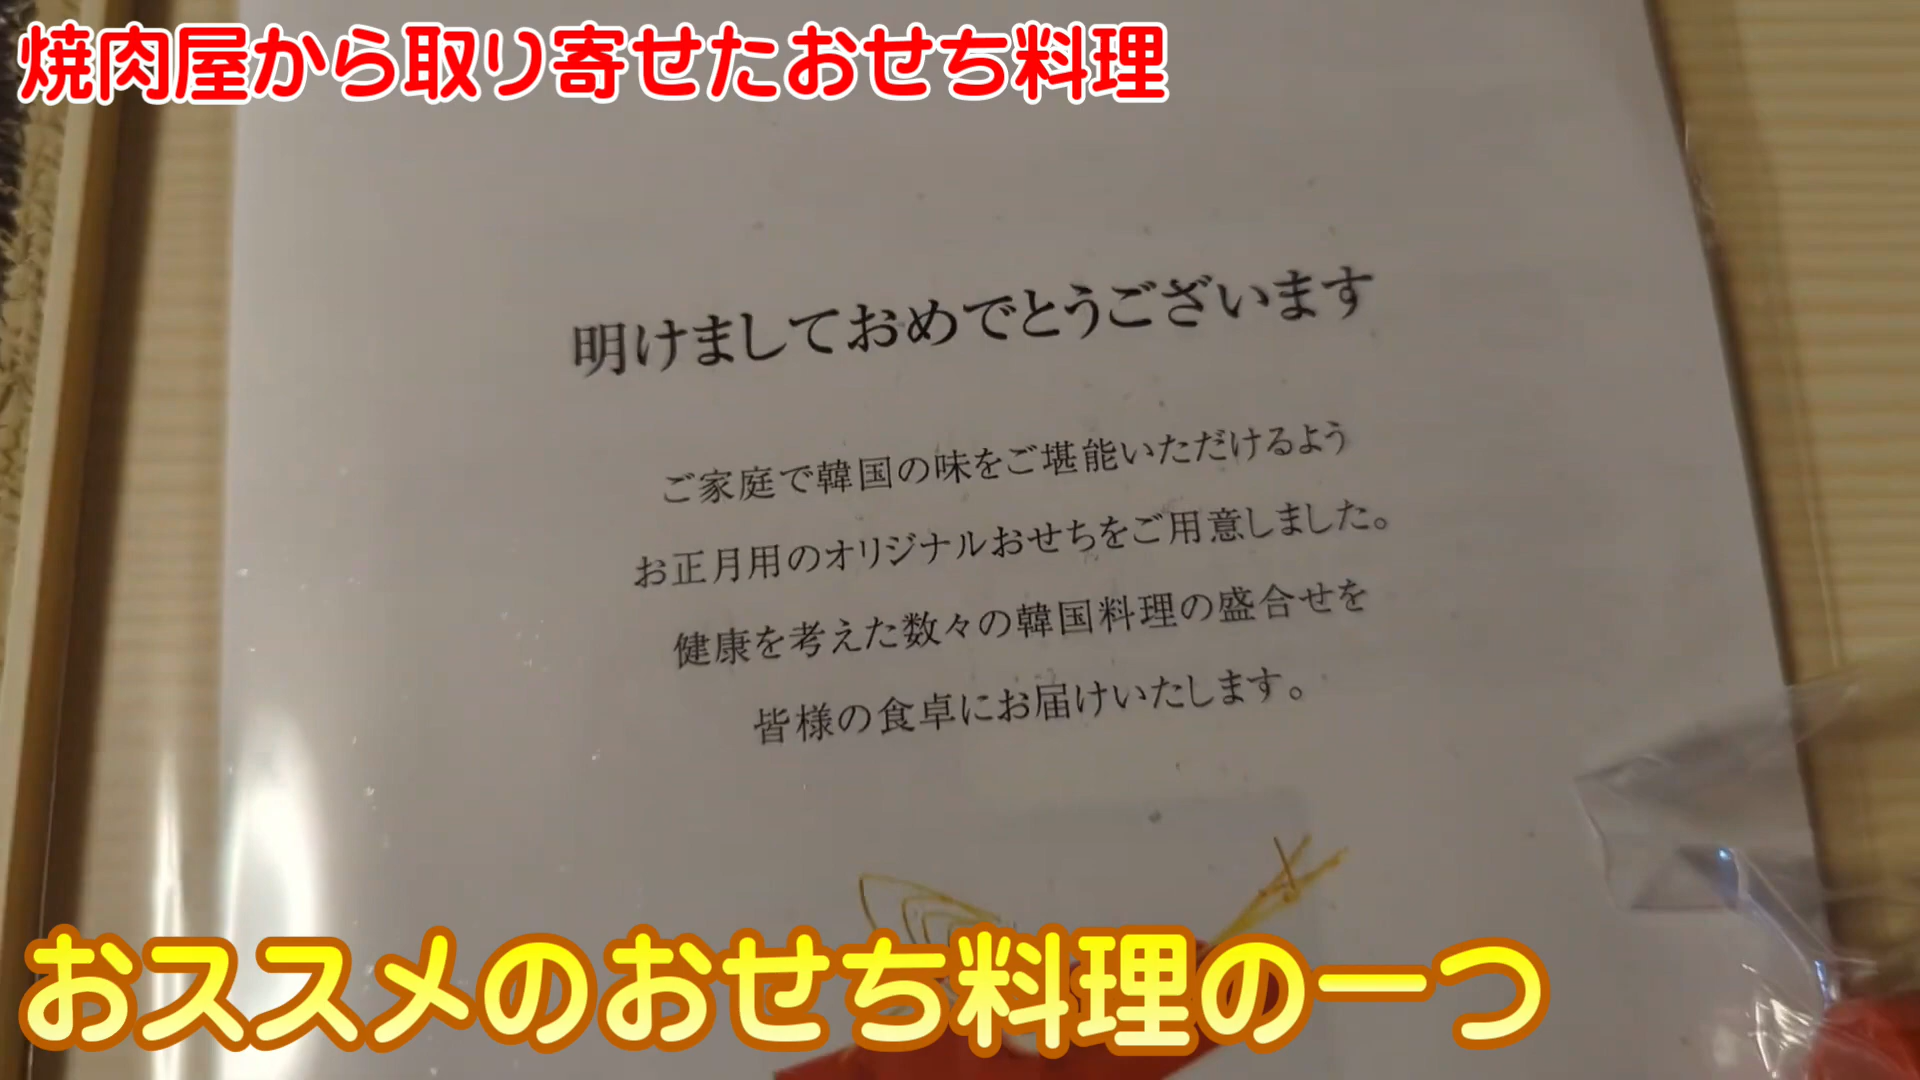 焼肉屋から取り寄せたおせち料理
明けましておめでとうございます
ご家庭で韓国の味をご堪能いただけるよう
お正月用のオリジナルおせちをご用意しました。
健康を考えた数々の韓国料理の盛合せを
皆様の食卓にお届けいたします。
おススメのおせち料理の一つ